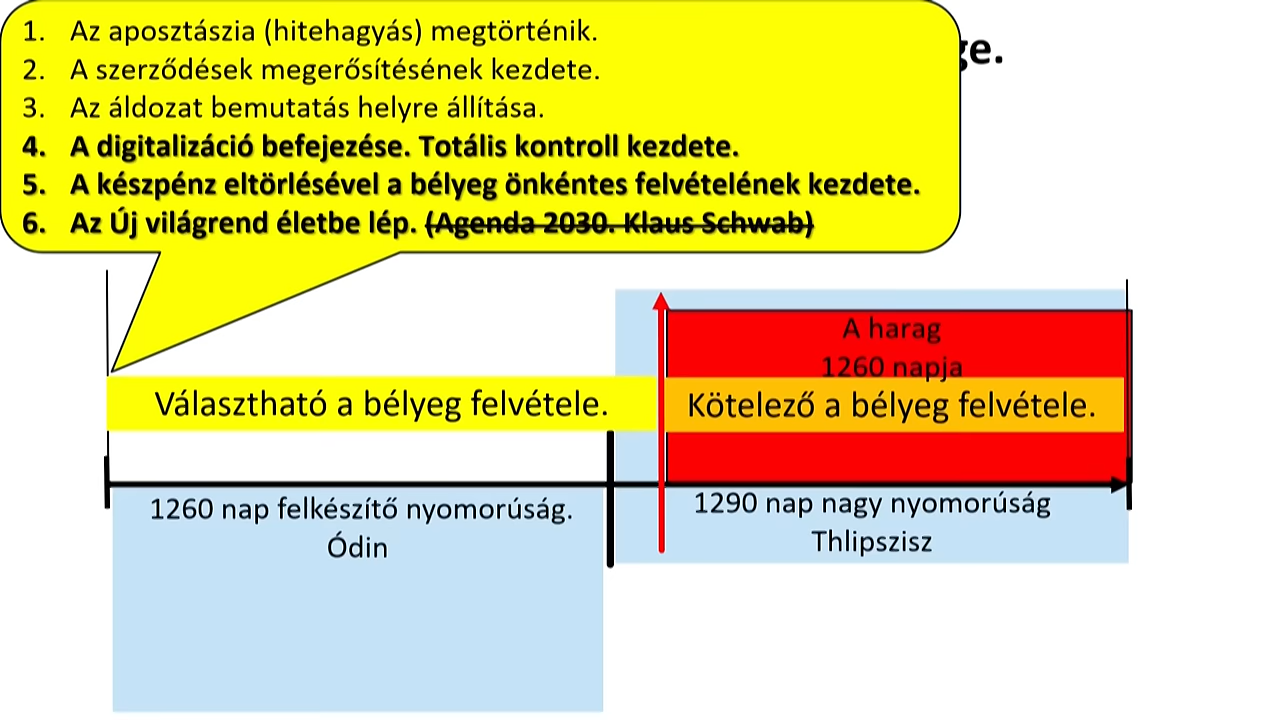 1. Az aposztászia (hitehagyás) megtörténik.
2. A szerződések megerősítésének kezdete.
3. Az áldozat bemutatás helyre állítása.
4. A digitalizáció befejezése. Totális kontroll kezdete.
5. A készpénz eltörlésével a bélyeg önkéntes felvételének kezdete.
6. Az Új világrend életbe lép. (Agenda 2030. Klaus Schwab)
A harag
1260 napja
Választható a bélyeg felvétele.
Kötelező a bélyeg felvétele.
1260 nap felkészítő nyomorúság.
Ódin
1290 nap nagy nyomorúság
Thlipszisz